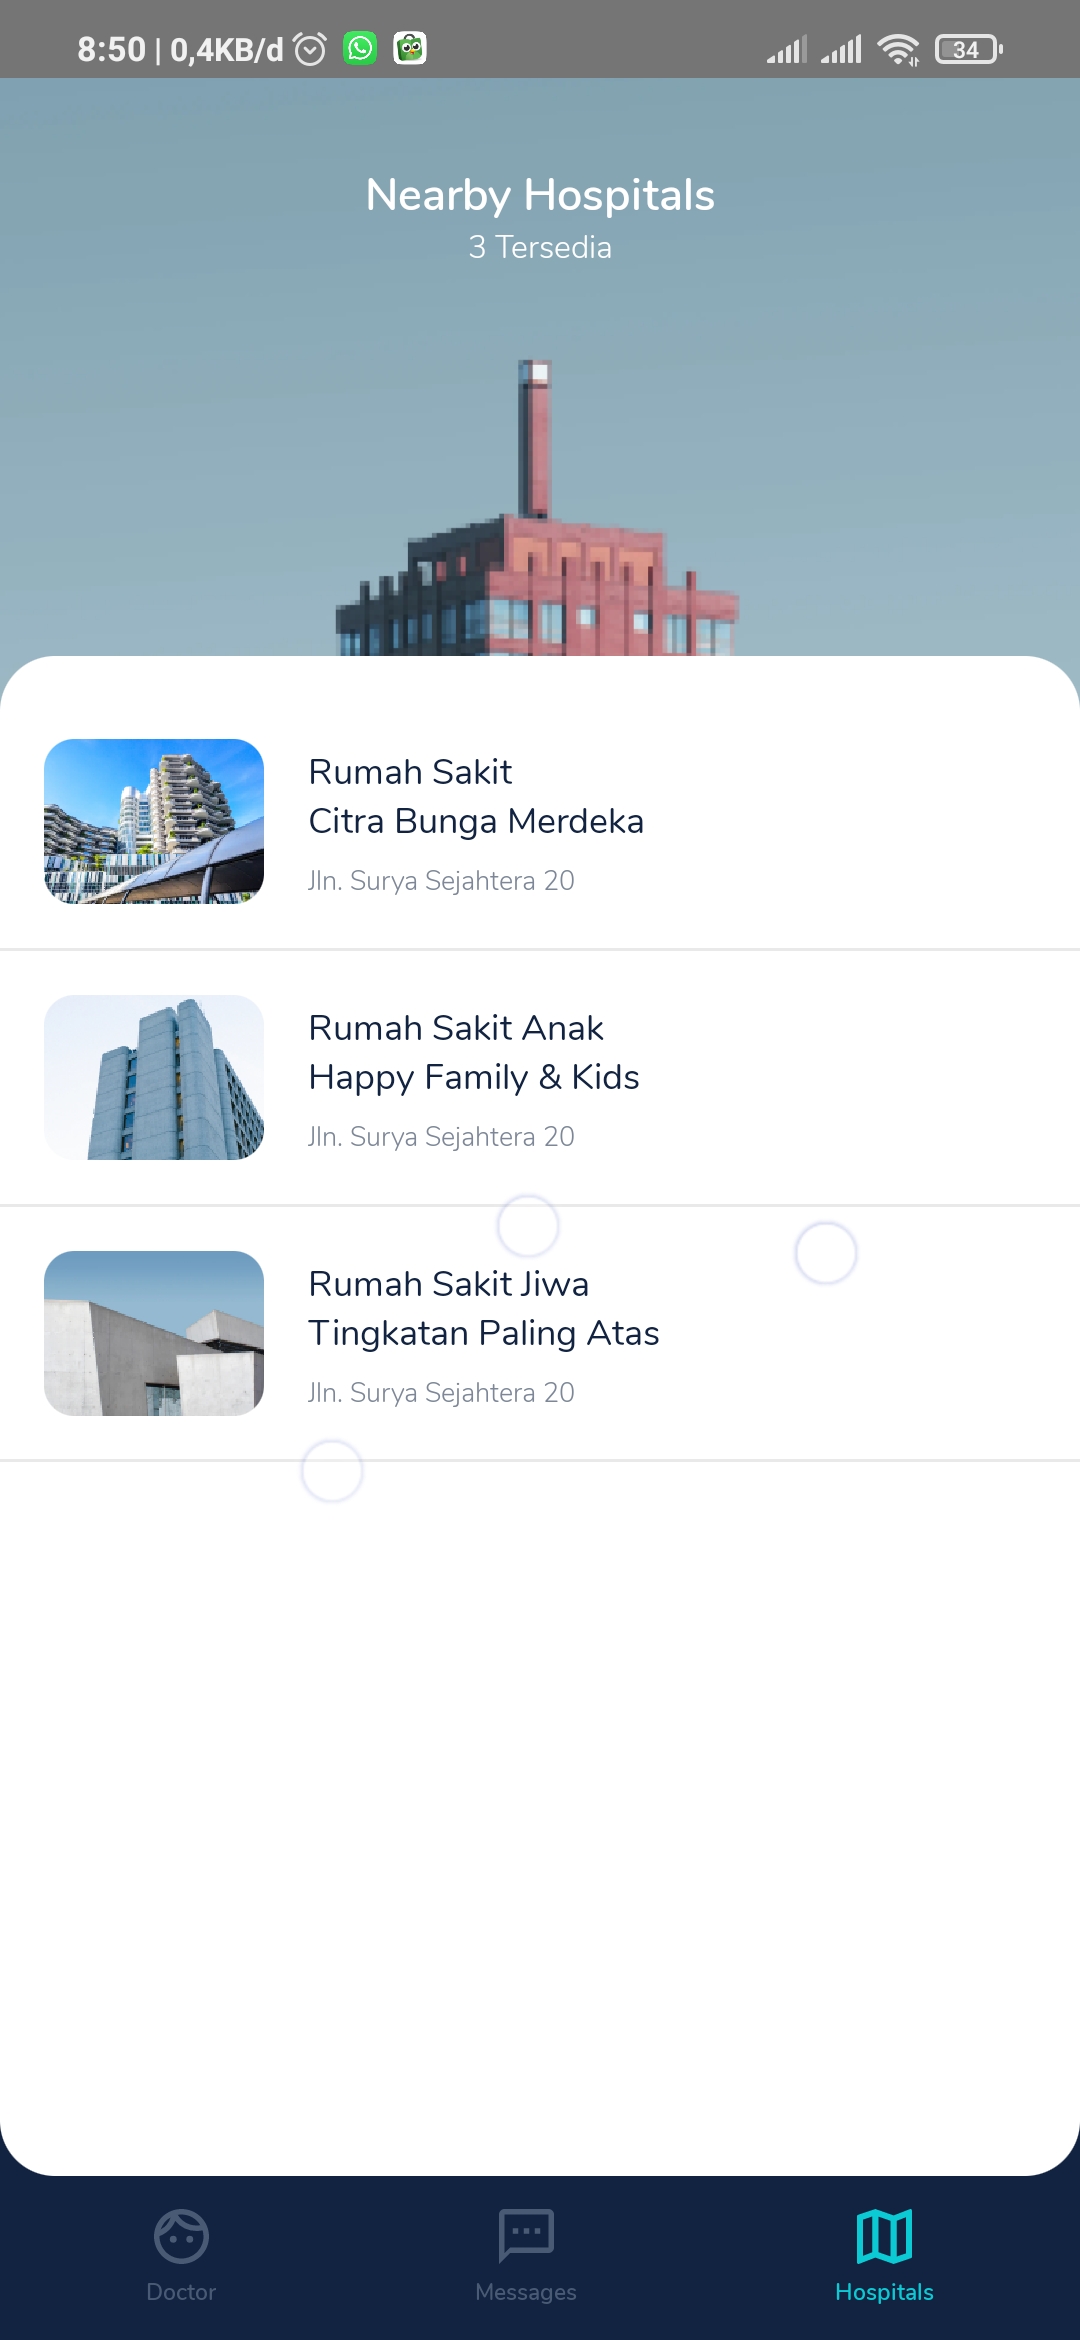 8:50 | 0,4KB/d
34
Nearby Hospitals
3 Tersedia
Rumah Sakit
Citra Bunga Merdeka
Jln. Surya Sejahtera 20
Rumah Sakit Anak
Happy Family & Kids
Jln. Surya Sejahtera 20
Rumah Sakit Jiwa
Tingkatan Paling Atas
Jln. Surya Sejahtera 20
Doctor
Messages
Hospitals